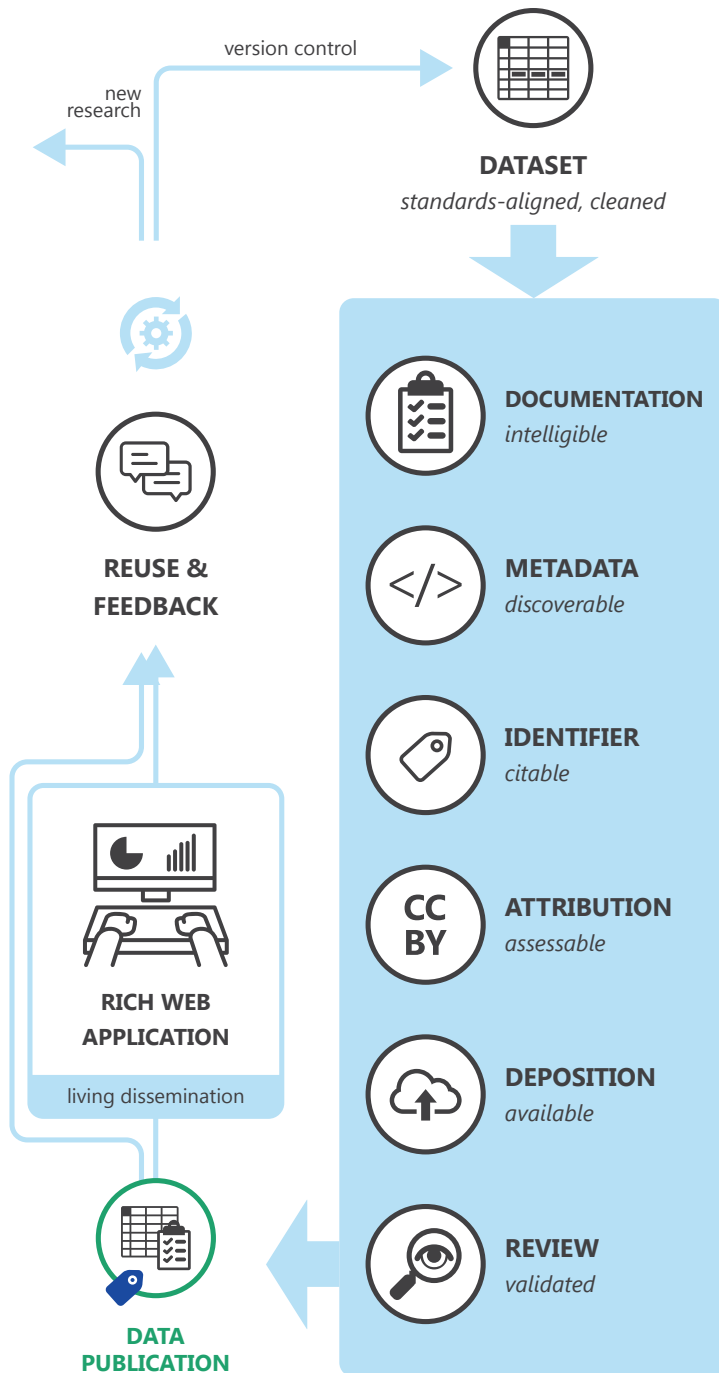 version control
new
research
DATASET
standards-aligned, cleaned
DOCUMENTATION
intelligible
METADATA
discoverable
</>
IDENTIFIER
citable
CC
BY
ATTRIBUTION
assessable
DEPOSITION
available
REVIEW
validated
DATA
PUBLICATION
RICH WEB
APPLICATION
living dissemination
REUSE &
FEEDBACK